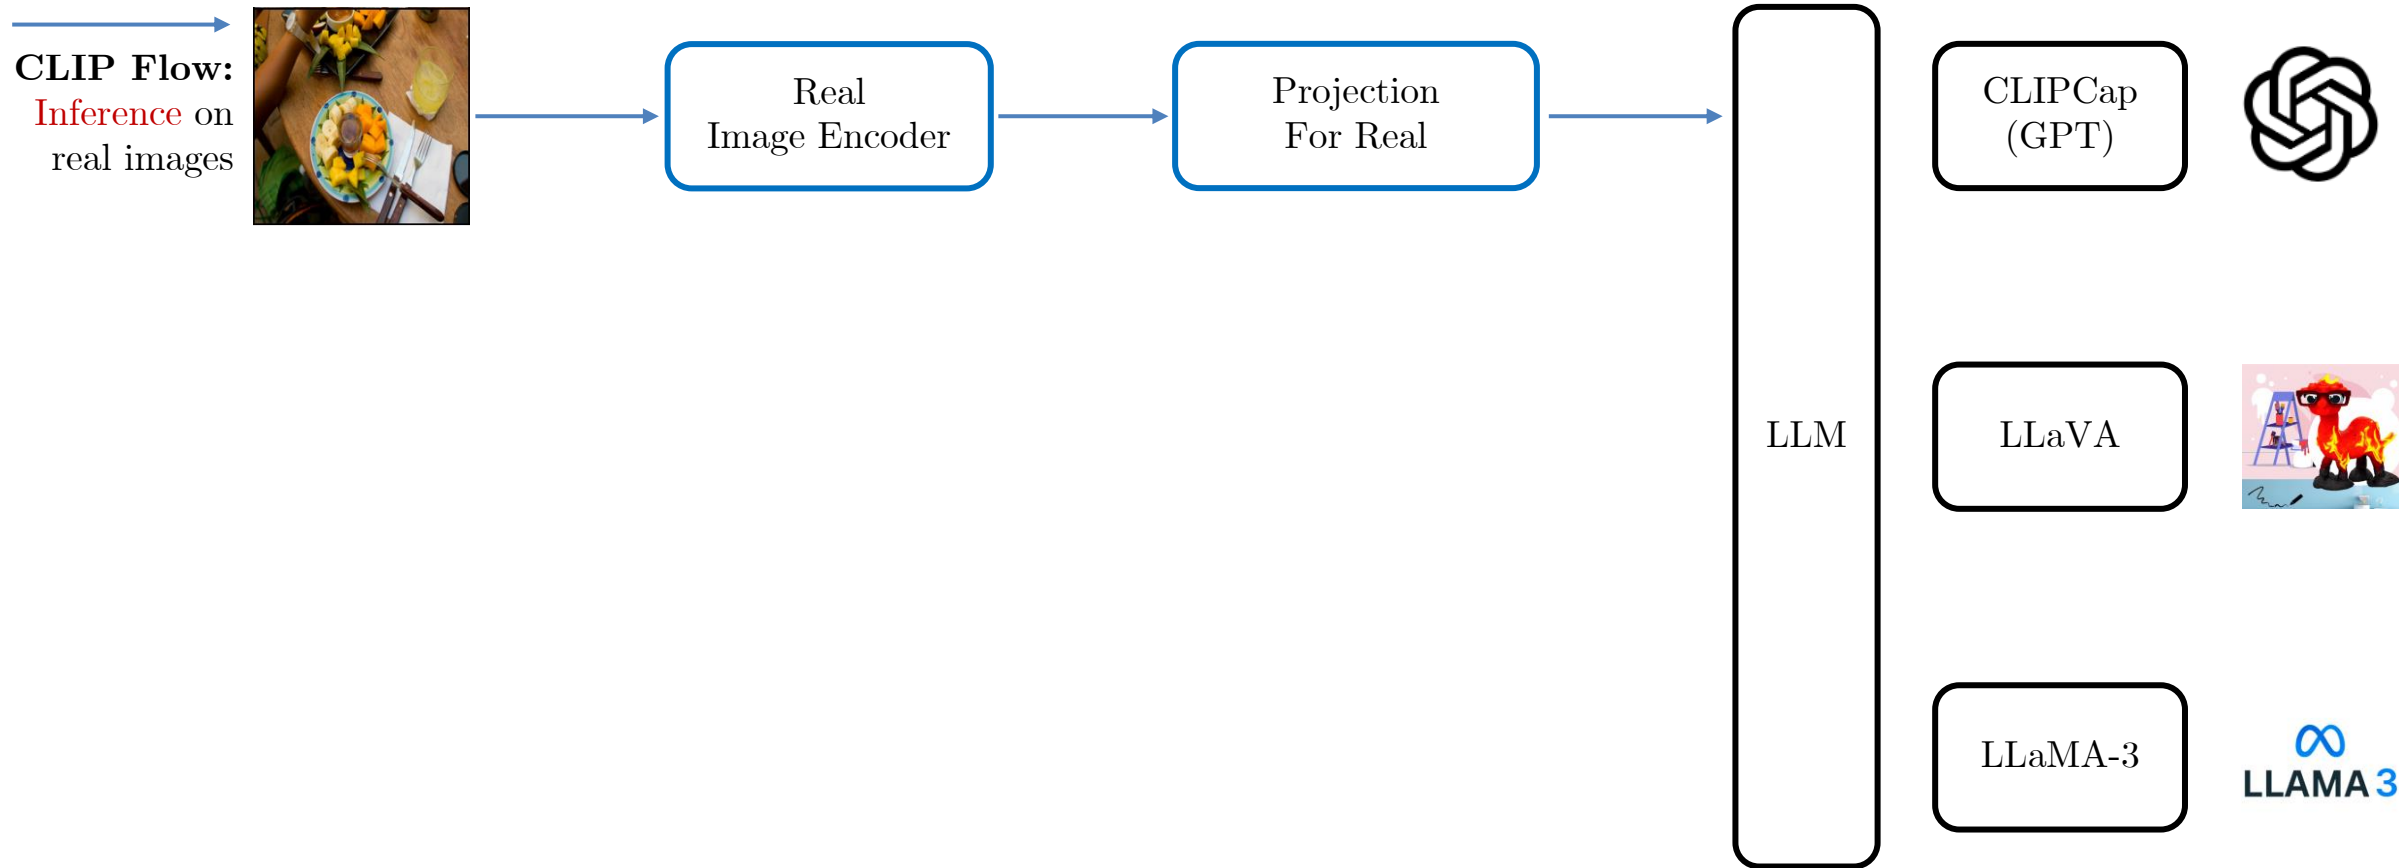 CLIP Flow:
Inference on
real images
Real
Image Encoder
Projection
For Real
LLM
CLIPCap
(GPT)
LLaVA
LLaMA-3
LLAMA 3